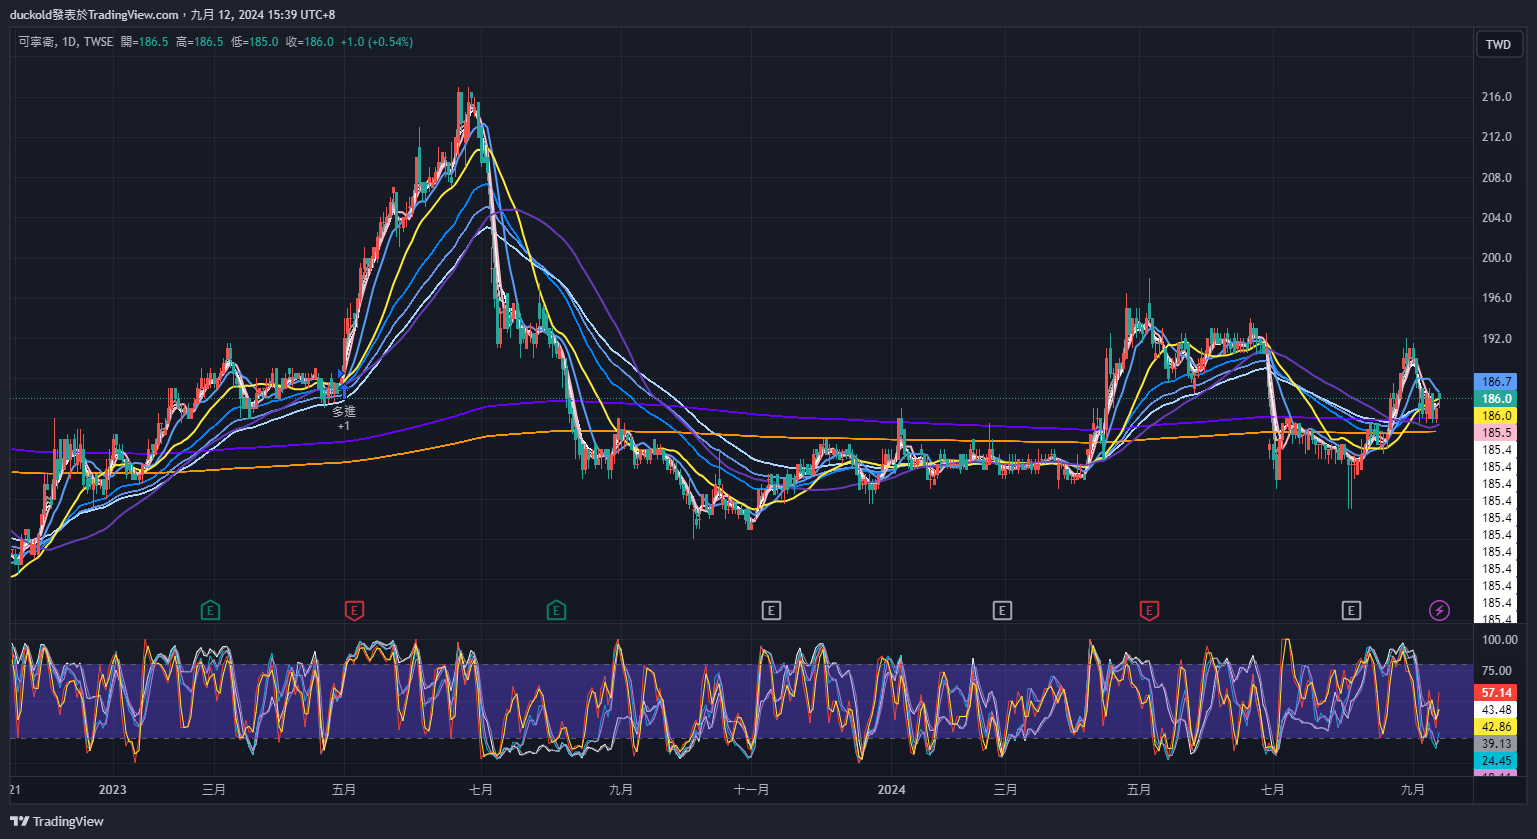 duckold發表於TradingView.com，九月 12, 2024 15:39 UTC+8
可寧衛, 1D, TWSE 開=186.5 高=186.5 低=185.0 收=186.0 +1.0 (+0.54%)
TWD
216.0
212.0
208.0
204.0
200.0
196.0
192.0
186.7
186.0
186.0
185.5
185.4
185.4
185.4
185.4
185.4
185.4
185.4
185.4
185.4
185.4
185.4
多進
+1
E
E
E
E
E
E
E
100.00
75.00
57.14
43.48
42.86
39.13
24.45
21
2023
三月
五月
七月
九月
十一月
2024
三月
五月
七月
九月
TradingView